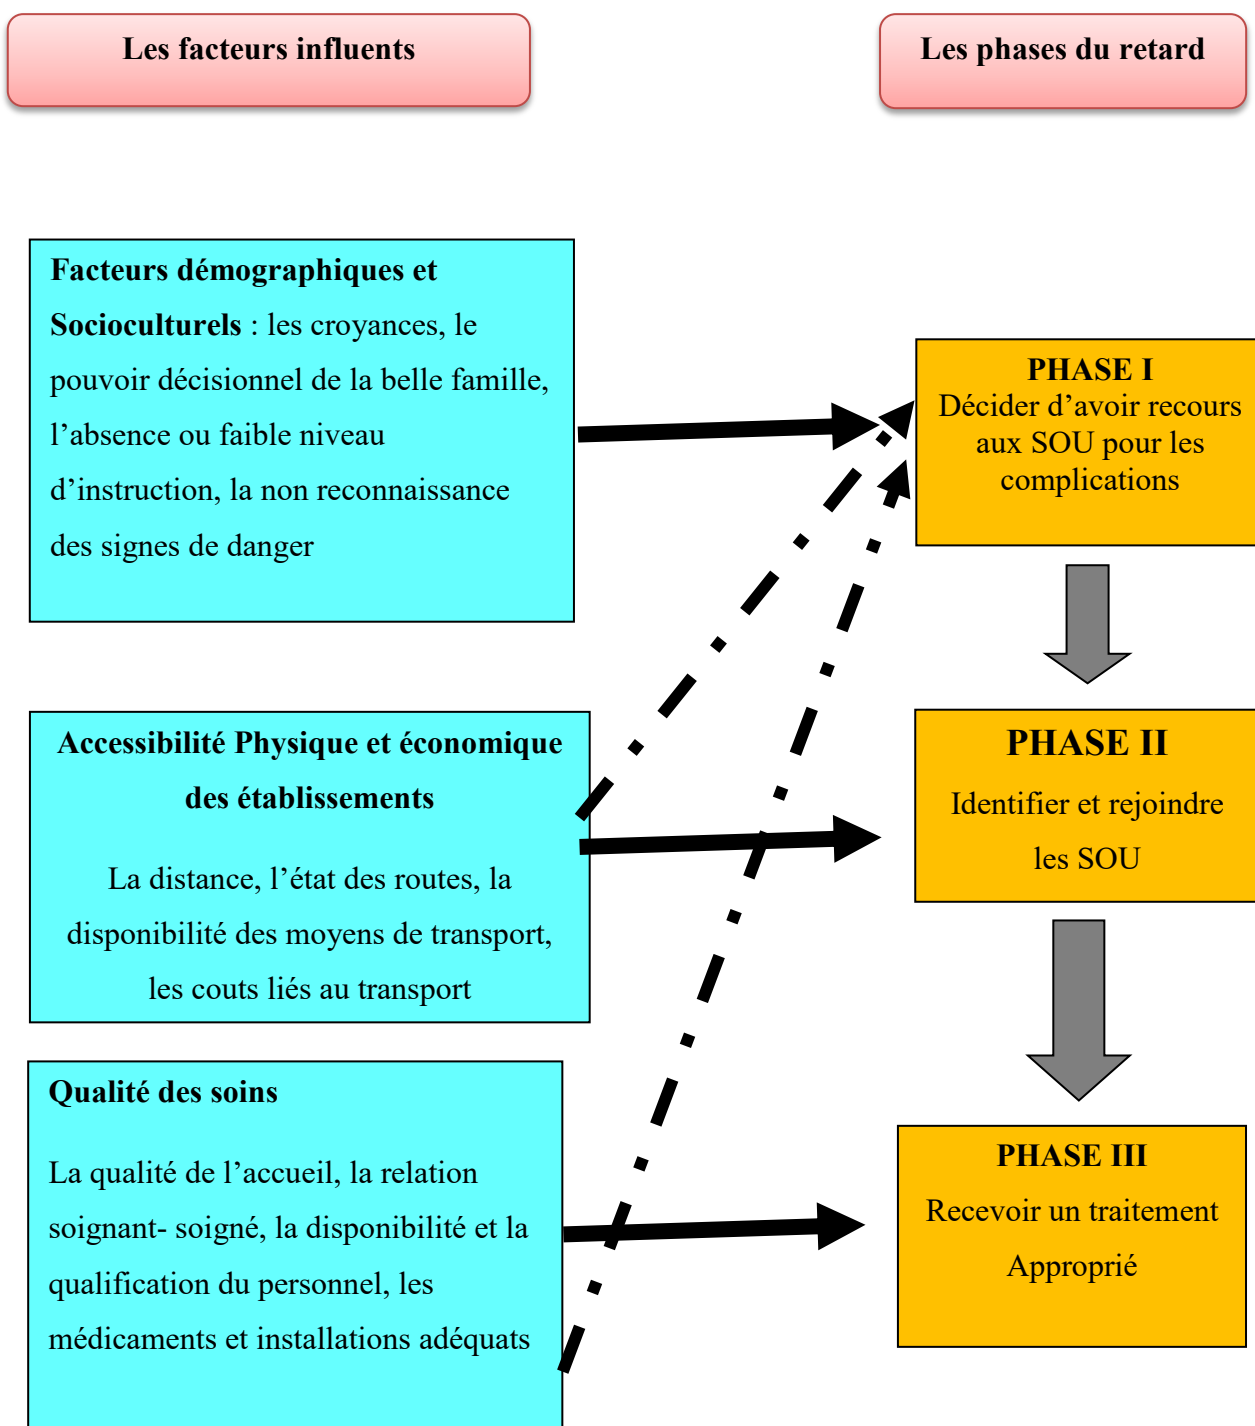 Les facteurs influents
Les phases du retard
Facteurs démographiques et
Socioculturels : les croyances, le
pouvoir décisionnel de la belle famille,
l’absence ou faible niveau
d’instruction, la non reconnaissance
des signes de danger
PHASE I
Décider d’avoir recours
aux SOU pour les
complications
Accessibilité Physique et économique
des établissements
La distance, l’état des routes, la
disponibilité des moyens de transport,
les couts liés au transport
PHASE II
Identifier et rejoindre
les SOU
Qualité des soins
La qualité de l’accueil, la relation
soignant- soigné, la disponibilité et la
qualification du personnel, les
médicaments et installations adéquats
PHASE III
Recevoir un traitement
Approprié